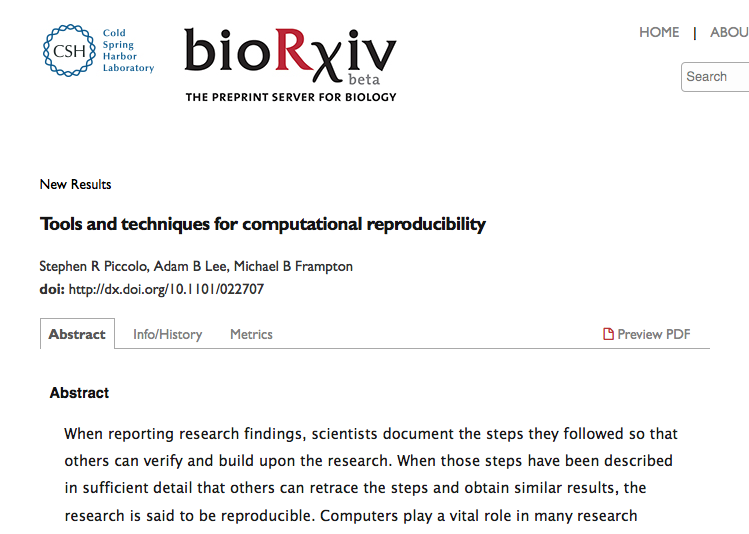 CSH
Cold
Spring
Harbor
Laboratory
bioRxiv
beta
THE PREPRINT SERVER FOR BIOLOGY
HOME | ABOU
Search
New Results
Tools and techniques for computational reproducibility
Stephen R Piccolo, Adam B Lee, Michael B Frampton
doi: http://dx.doi.org/10.1101/022707
Abstract Info/History Metrics Preview PDF
Abstract
When reporting research findings, scientists document the steps they followed so that
others can verify and build upon the research. When those steps have been described
in sufficient detail that others can retrace the steps and obtain similar results, the
research is said to be reproducible. Computers play a vital role in many research